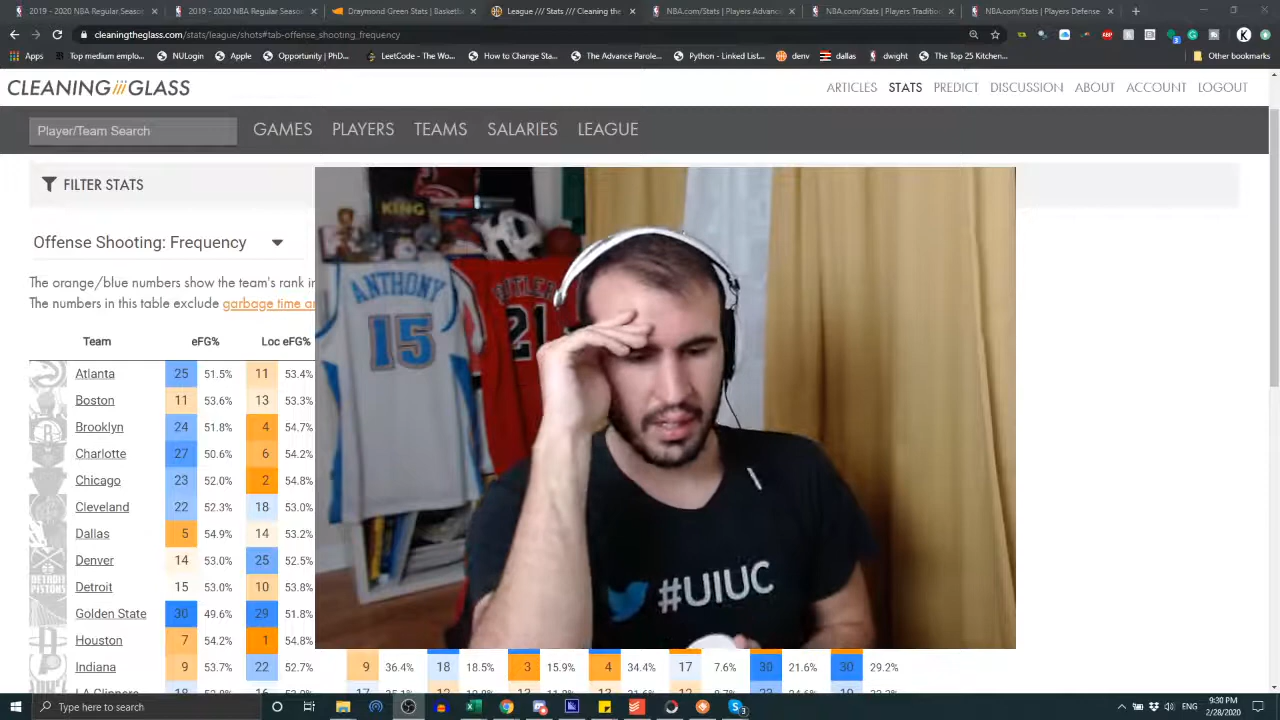 2019 - 2020 NBA Regular Season
2019 - 2020 NBA Regular Season
Draymond Green Stats | Basketb
League /// Stats /// Cleaning the
NBA.com/Stats | Players Advanc
NBA.com/Stats | Players Traditio
NBA.com/Stats | Players Defense
cleaningtheglass.com/stats/league/shots#tab-offense_shooting_frequency
Apps
Top medium posts
NULogin
Apple
Opportunity | PhD...
LeetCode - The Wo...
How to Change Sta...
The Advance Parole...
Python - Linked List...
denv
dallas
dwight
The Top 25 Kitchen...
Other bookmarks
CLEANING THE GLASS
ARTICLES STATS PREDICT DISCUSSION ABOUT ACCOUNT LOGOUT
Player/Team Search
GAMES PLAYERS TEAMS SALARIES LEAGUE
FILTER STATS
Offense Shooting: Frequency
The orange/blue numbers show the team's rank in
The numbers in this table exclude garbage time
Team eFG% Loc eFG%
Atlanta 25 51.5% 11 53.4%
Boston 11 53.6% 13 53.3%
Brooklyn 24 51.8% 4 54.7%
Charlotte 27 50.6% 6 54.2%
Chicago 23 52.0% 2 54.8%
Cleveland 22 52.3% 18 53.0%
Dallas 5 54.9% 14 53.2%
Denver 14 53.0% 25 52.5%
Detroit 15 53.0% 10 53.8%
Golden State 30 49.6% 29 51.8%
Houston 7 54.2% 1 54.8%
Indiana 9 53.7% 22 52.7% 9 36.4% 18 18.5% 3 15.9% 4 34.4% 17 7.6% 30 21.6% 30 29.2%
KING
ANTHONY
15
BUTLER
21
#UIUC
DETROIT
PISTONS
Type here to search
ENG
9:30 PM
2/28/2020